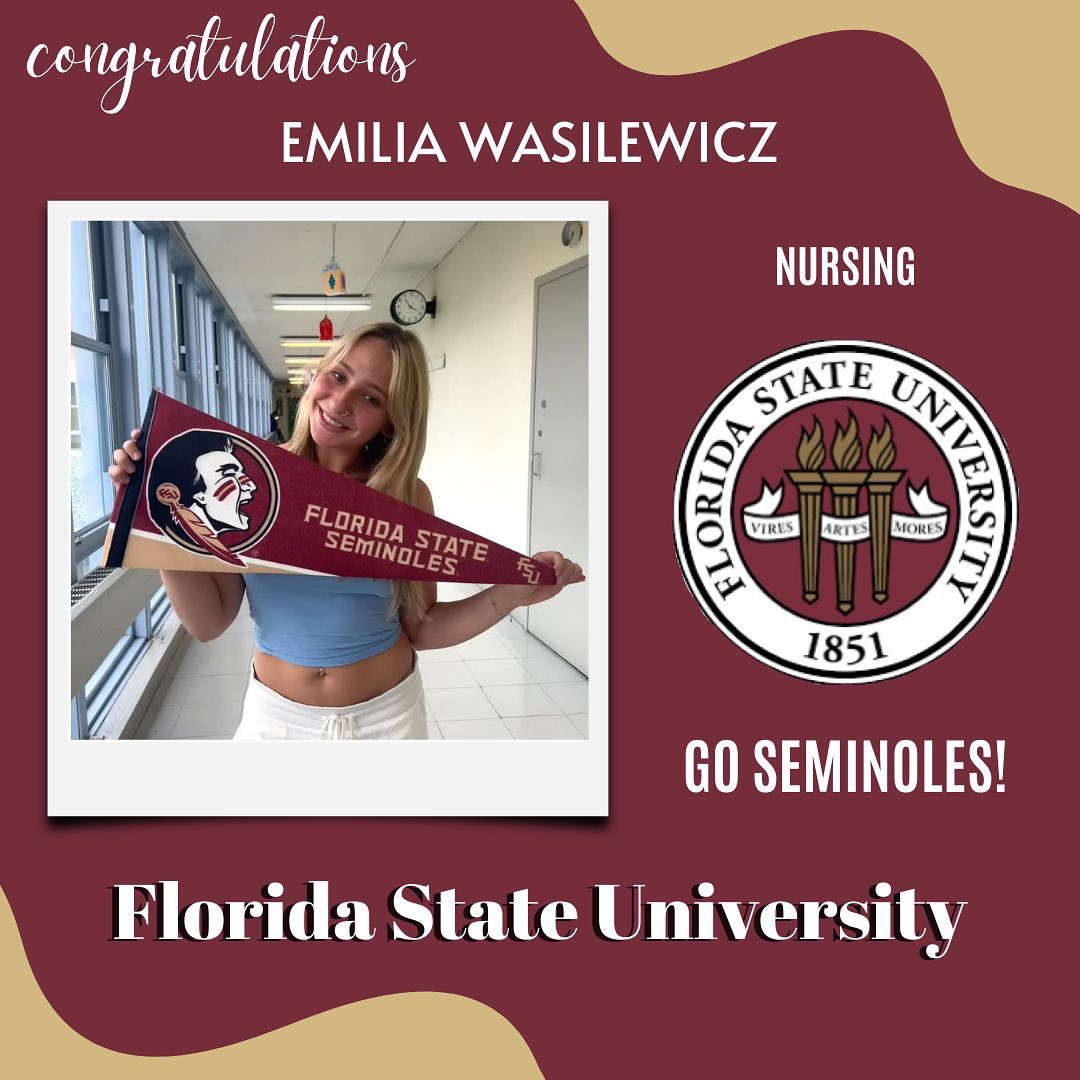 congratulations
EMILIA WASILEWICZ
NURSING
FLORIDA STATE UNIVERSITY
VIRES ARTES MORES
1851
FSU
FLORIDA STATE
SEMINOLES
FSU
GO SEMINOLES!
Florida State University